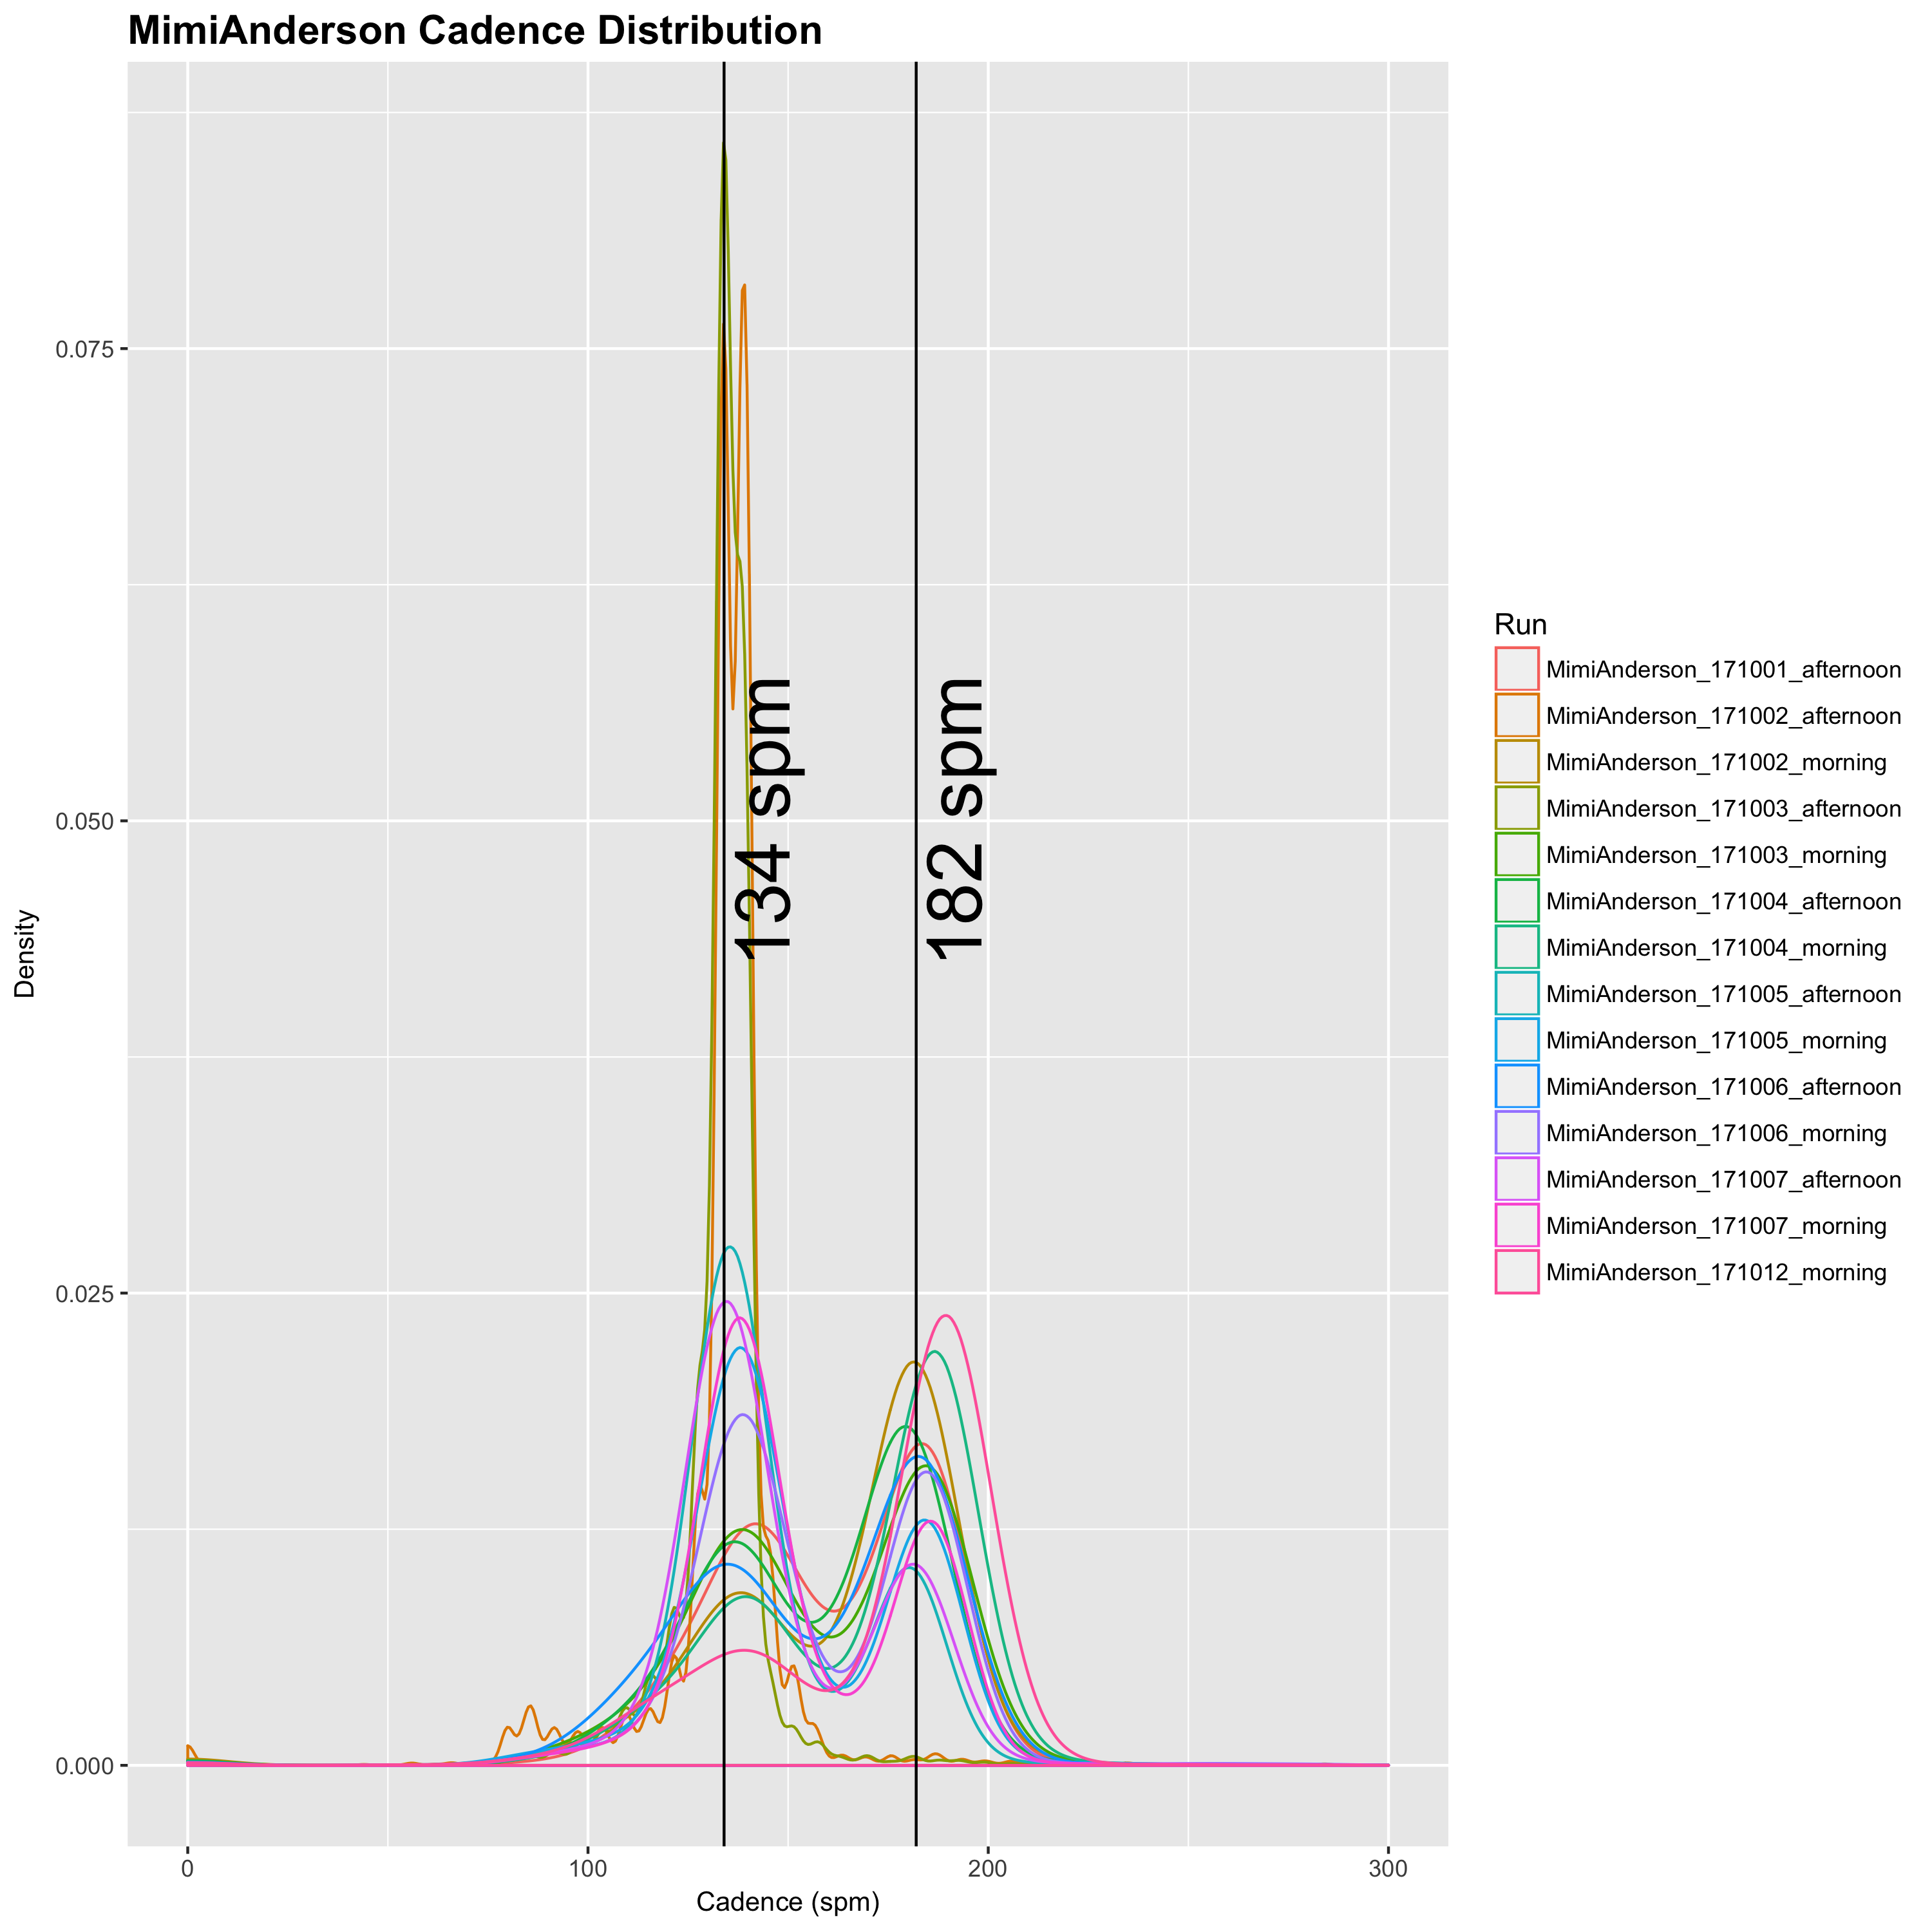 MimiAnderson Cadence Distribution
0.075
0.050
0.025
0.000
Density
134 spm
182 spm
0
100
200
300
Cadence (spm)
Run
MimiAnderson_171001_afternoon
MimiAnderson_171002_afternoon
MimiAnderson_171002_morning
MimiAnderson_171003_afternoon
MimiAnderson_171003_morning
MimiAnderson_171004_afternoon
MimiAnderson_171004_morning
MimiAnderson_171005_afternoon
MimiAnderson_171005_morning
MimiAnderson_171006_afternoon
MimiAnderson_171006_morning
MimiAnderson_171007_afternoon
MimiAnderson_171007_morning
MimiAnderson_171012_morning